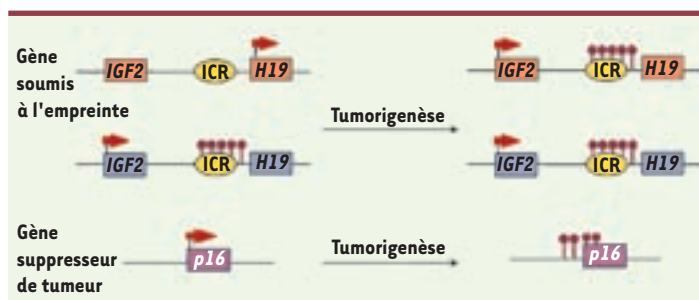 Gène
soumis
à l'empreinte
IGF2 ICR H19
IGF2 ICR H19
Tumorigenèse
IGF2 ICR H19
IGF2 ICR H19
Gène
suppresseur
de tumeur
p16
Tumorigenèse
p16